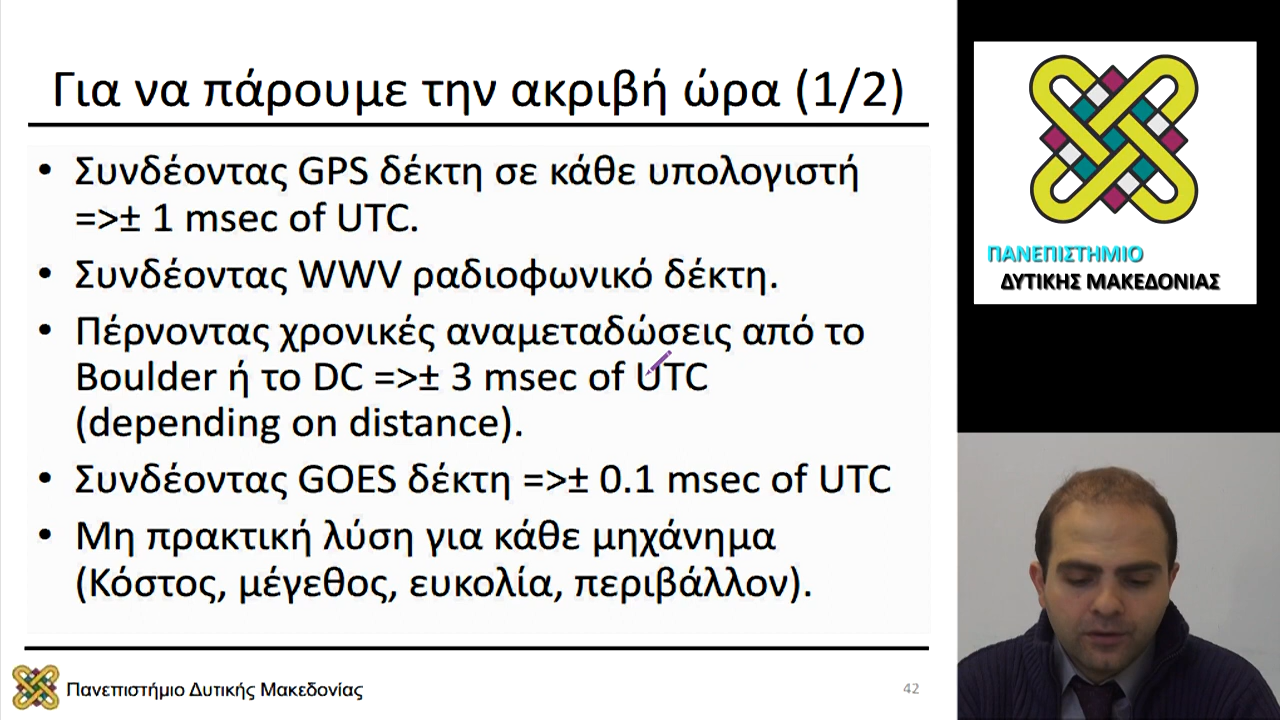 Για να πάρουμε την ακριβή ώρα (1/2)
• Συνδέοντας GPS δέκτη σε κάθε υπολογιστή
=>± 1 msec of UTC.
• Συνδέοντας WWV ραδιοφωνικό δέκτη.
• Πέρνοντας χρονικές αναμεταδώσεις από το
Boulder ή το DC =>± 3 msec of UTC
(depending on distance).
• Συνδέοντας GOES δέκτη =>± 0.1 msec of UTC
• Μη πρακτική λύση για κάθε μηχάνημα
(Κόστος, μέγεθος, ευκολία, περιβάλλον).
Πανεπιστήμιο Δυτικής Μακεδονίας
42
ΠΑΝΕΠΙΣΤΗΜΙΟ
ΔΥΤΙΚΗΣ ΜΑΚΕΔΟΝΙΑΣ